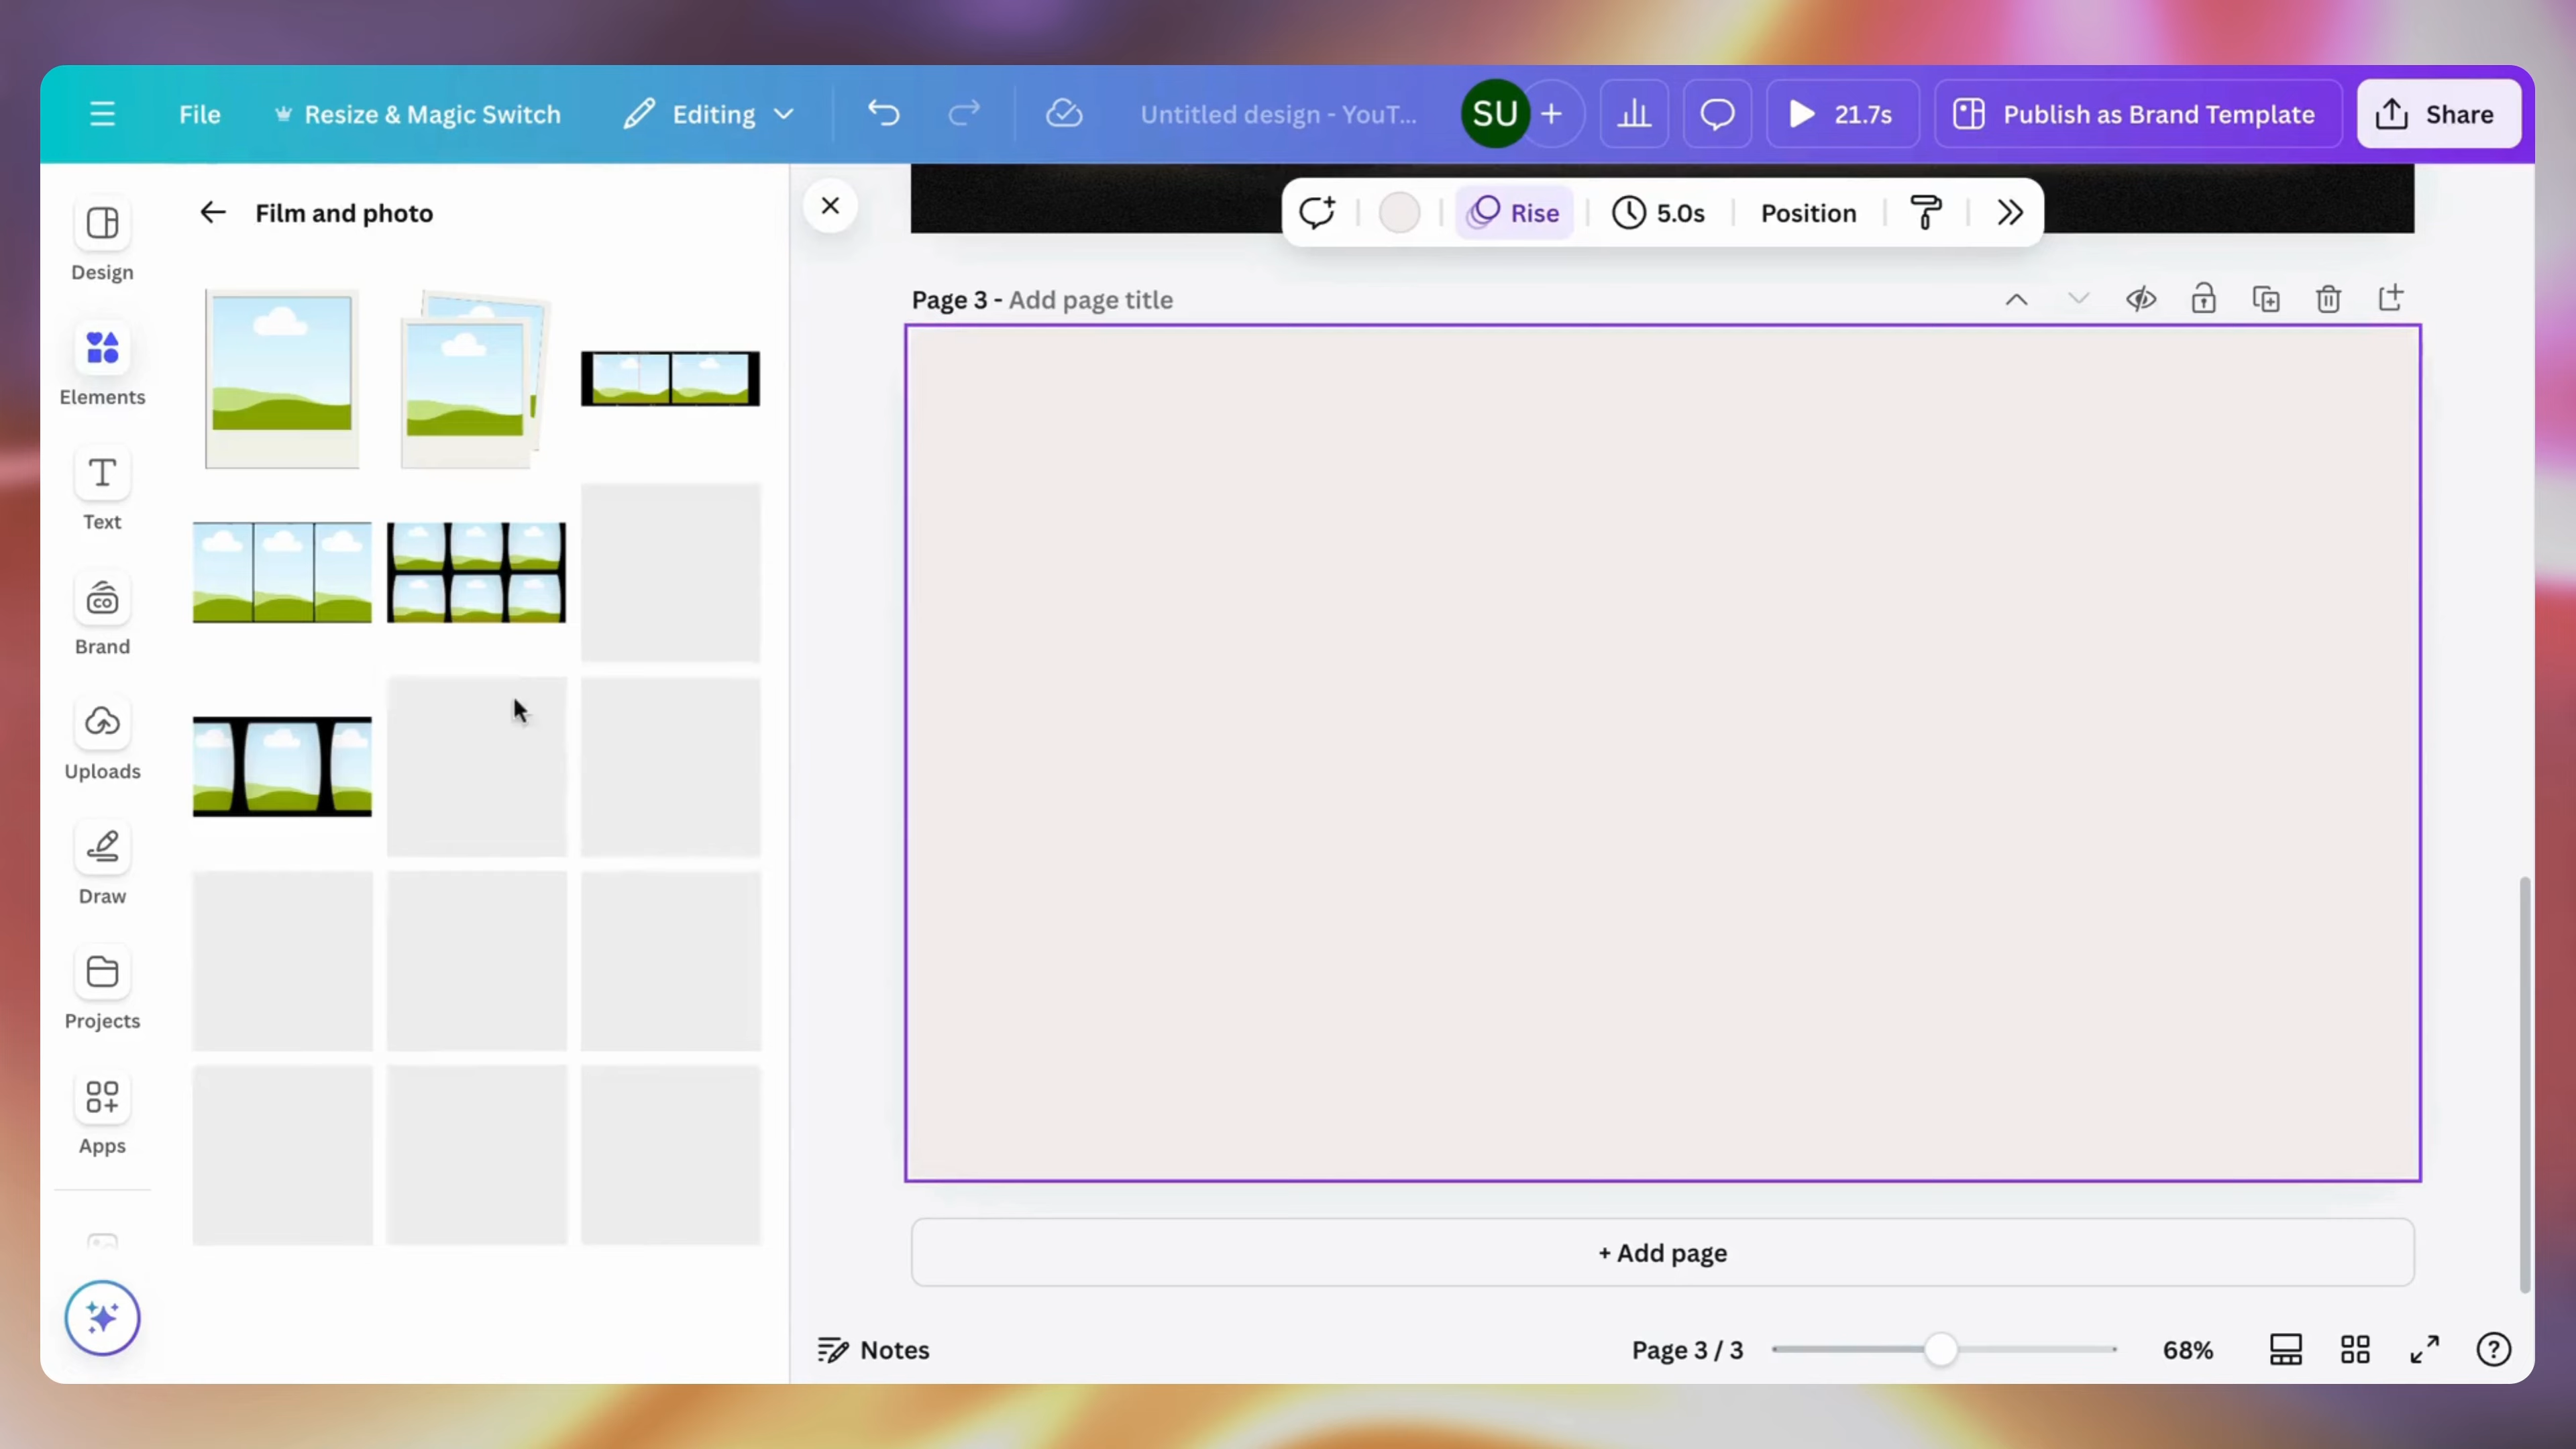 File
Resize & Magic Switch
Editing
Untitled design - YouT...
SU
+
21.7s
Publish as Brand Template
Share
Design
Elements
Text
CO
Brand
Uploads
Draw
Projects
Apps
Film and photo
Rise
5.0s
Position
Page 3 - Add page title
+ Add page
Notes
Page 3 / 3
68%
?